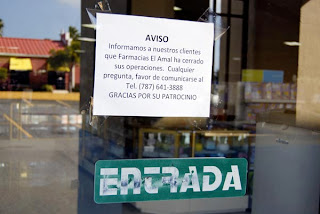 AVISO
Informamos a nuestros clientes
que Farmacias El Amal ha cerrado
sus operaciones. Cualquier
pregunta, favor de comunicarse al
Tel. (787) 641-3888
GRACIAS POR SU PATROCINIO
ENTRADA